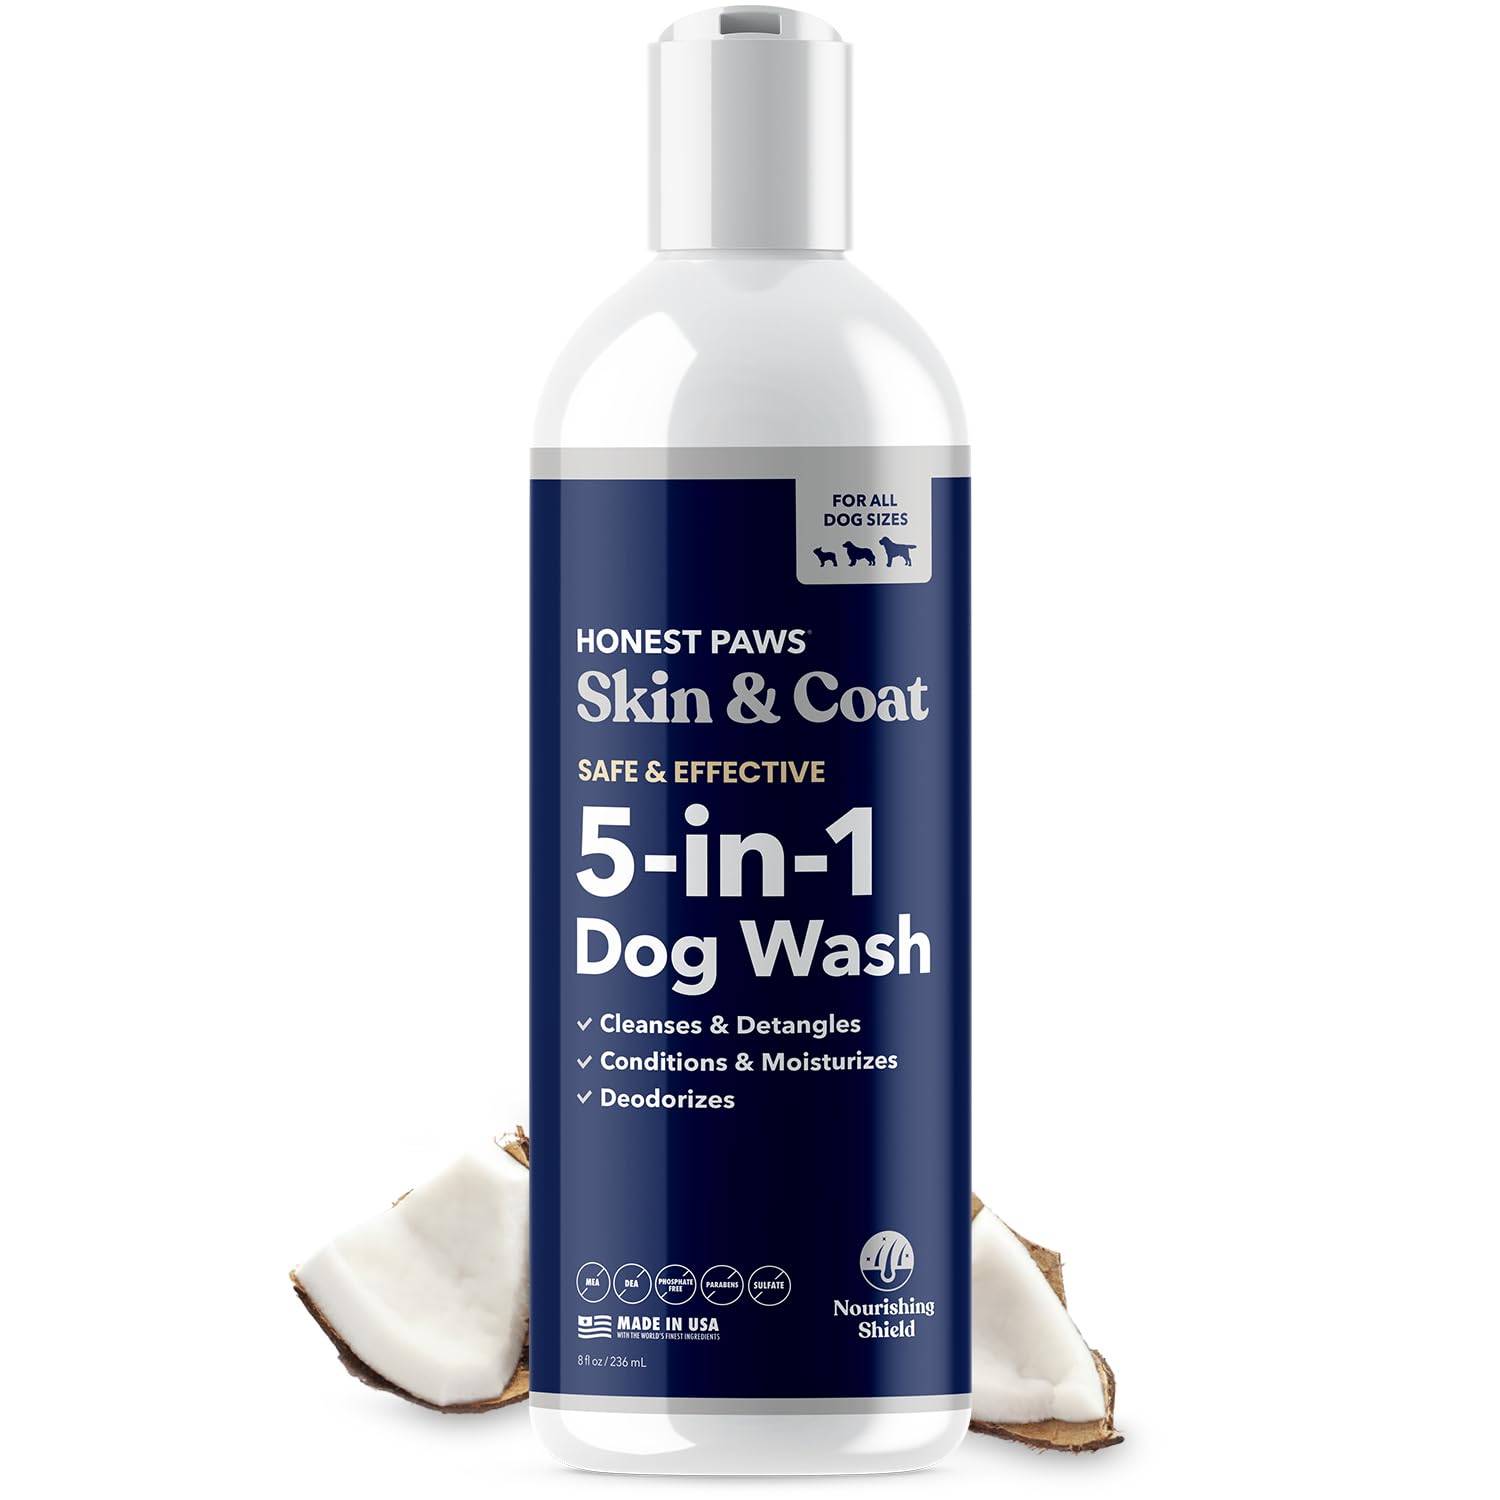 FOR ALL
DOG SIZES
HONEST PAWS®
Skin & Coat
SAFE & EFFECTIVE
5-in-1
Dog Wash
✓ Cleanses & Detangles
✓ Conditions & Moisturizes
✓ Deodorizes
MEA
DEA
PHOSPHATE
FREE
PARABENS
SULFATE
MADE IN USA
WITH THE WORLD'S FINEST INGREDIENTS
8 fl oz / 236 mL
Nourishing
Shield